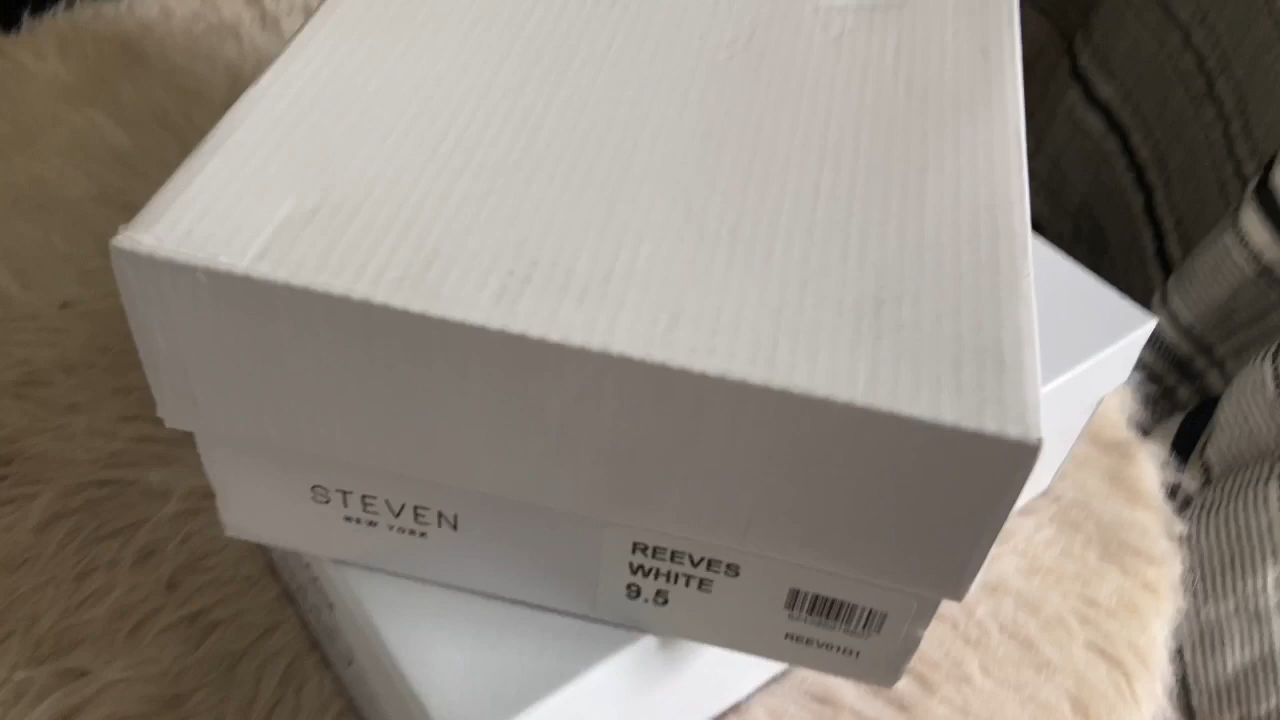 STEVEN
NEW YORK
REEVES
WHITE
9.5
REEV01D1